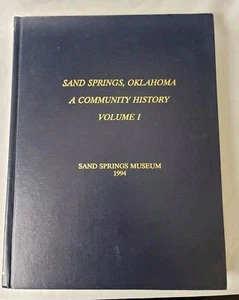 SAND SPRINGS, OKLAHOMA
A COMMUNITY HISTORY
VOLUME I
SAND SPRINGS MUSEUM
1994